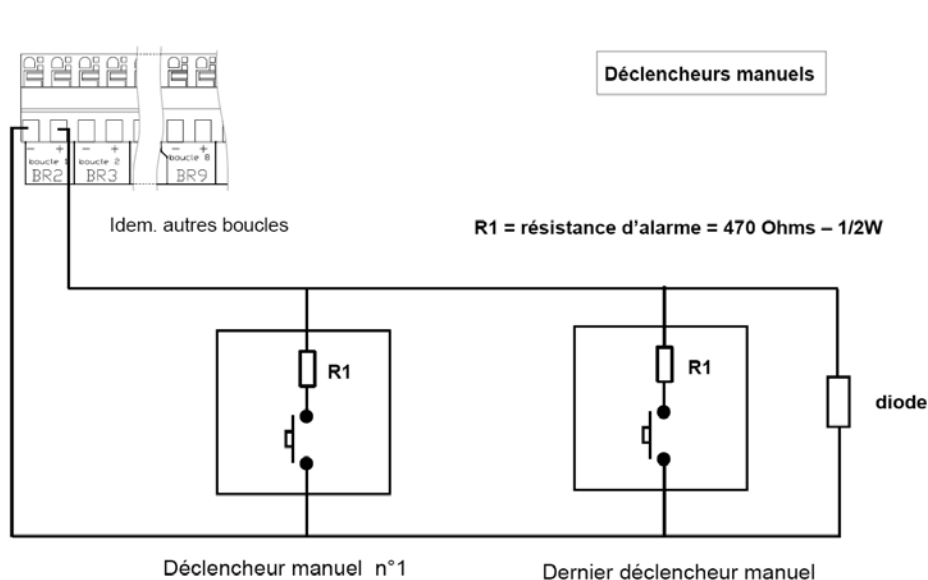 Déclencheurs manuels
- + - + - +
boucle 1 boucle 2 boucle 8
BR2 BR3 BR9
Idem. autres boucles
R1 = résistance d'alarme = 470 Ohms – 1/2W
R1
R1
diode
Déclencheur manuel n°1
Dernier déclencheur manuel